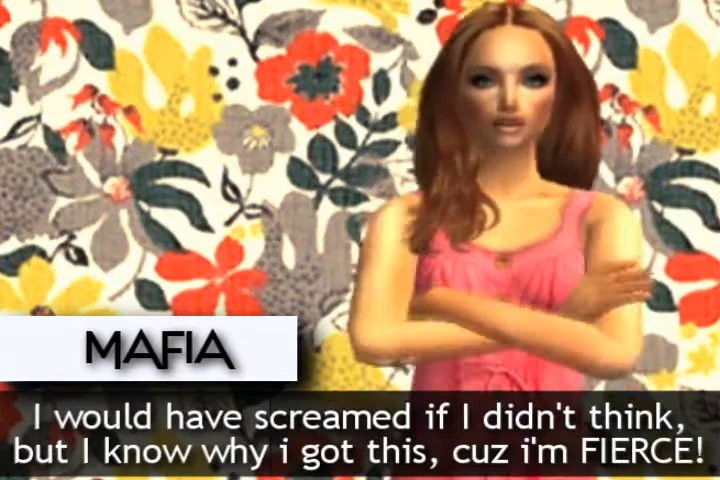 MAFIA
I would have screamed if I didn't think,
but I know why i got this, cuz i'm FIERCE!